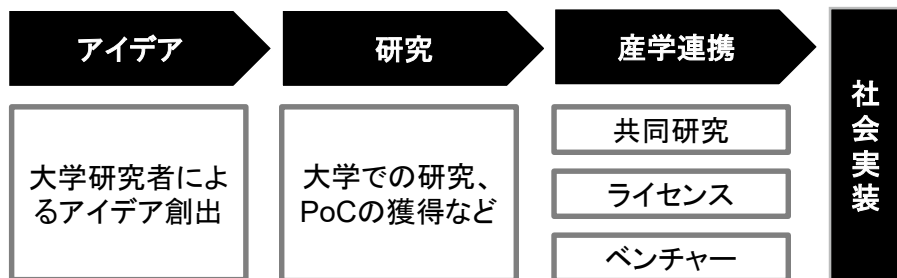 アイデア
研究
産学連携
社会実装
大学研究者によ
るアイデア創出
大学での研究、
PoCの獲得など
共同研究
ライセンス
ベンチャー